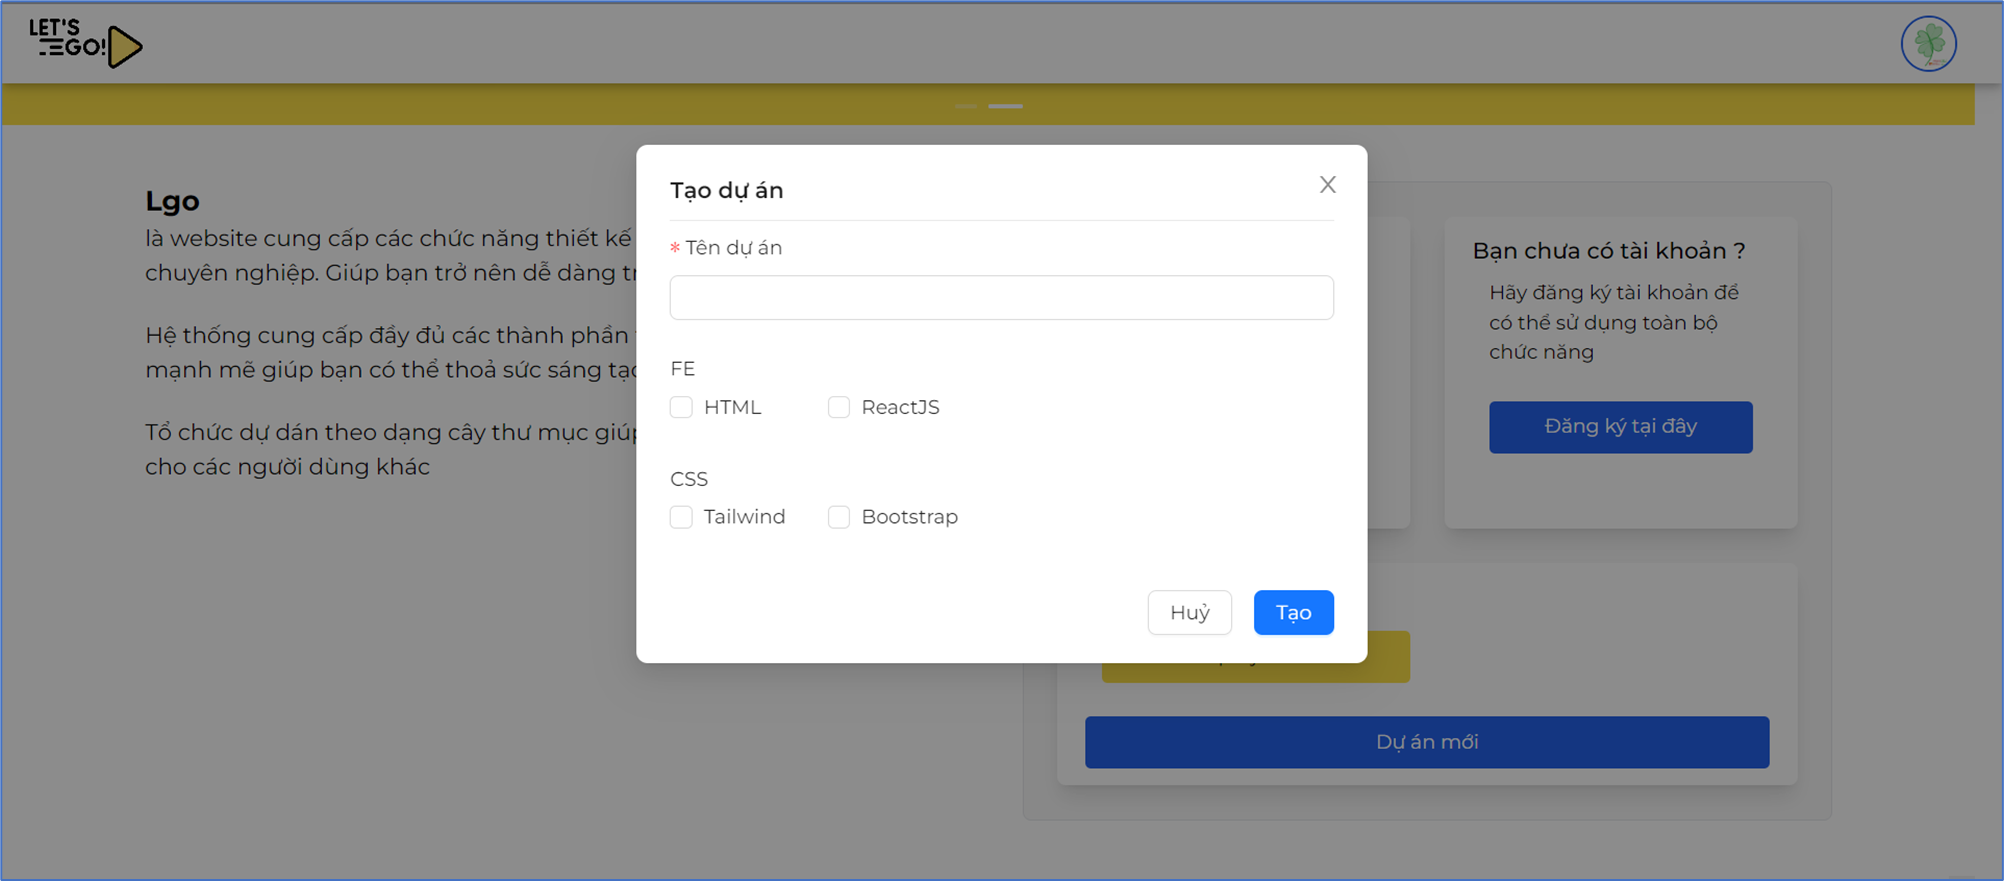 LET'S
GO!
Lgo
là website cung cấp các chức năng thiết kế
chuyên nghiệp. Giúp bạn trở nên dễ dàng
Hệ thống cung cấp đầy đủ các thành phần
mạnh mẽ giúp bạn có thể thoả sức sáng tạo
Tổ chức dự dán theo dạng cây thư mục giúp
cho các người dùng khác
Tạo dự án
* Tên dự án
FE
HTML ReactJS
CSS
Tailwind Bootstrap
Huỷ Tạo
Bạn chưa có tài khoản ?
Hãy đăng ký tài khoản để
có thể sử dụng toàn bộ
chức năng
Đăng ký tại đây
Dự án mới